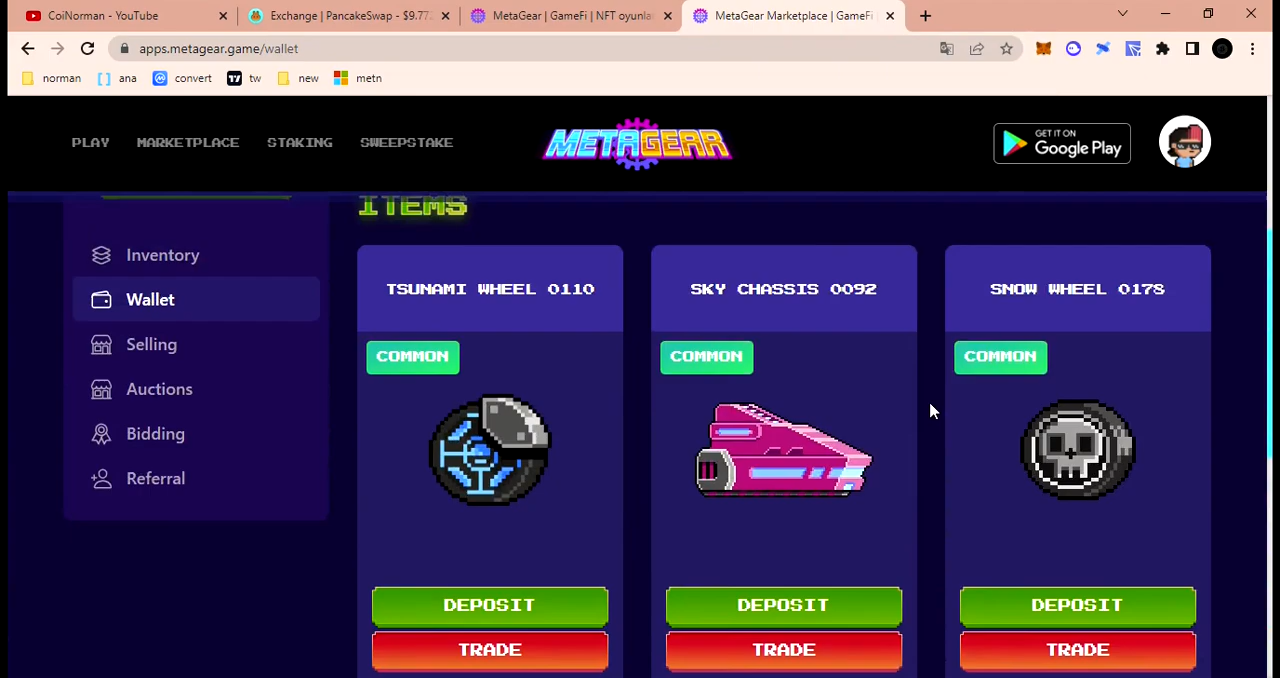 CoiNorman - YouTube
Exchange | PancakeSwap - $9.77
MetaGear | GameFi | NFT oyunla
MetaGear Marketplace | GameFi
apps.metagear.game/wallet
norman
ana
convert
tw
new
metn
PLAY
MARKETPLACE
STAKING
SWEEPSTAKE
METAGEAR
GET IT ON
Google Play
ITEMS
Inventory
Wallet
Selling
Auctions
Bidding
Referral
TSUNAMI WHEEL 0110
SKY CHASSIS 0092
SNOW WHEEL 0178
COMMON
COMMON
COMMON
DEPOSIT
DEPOSIT
DEPOSIT
TRADE
TRADE
TRADE